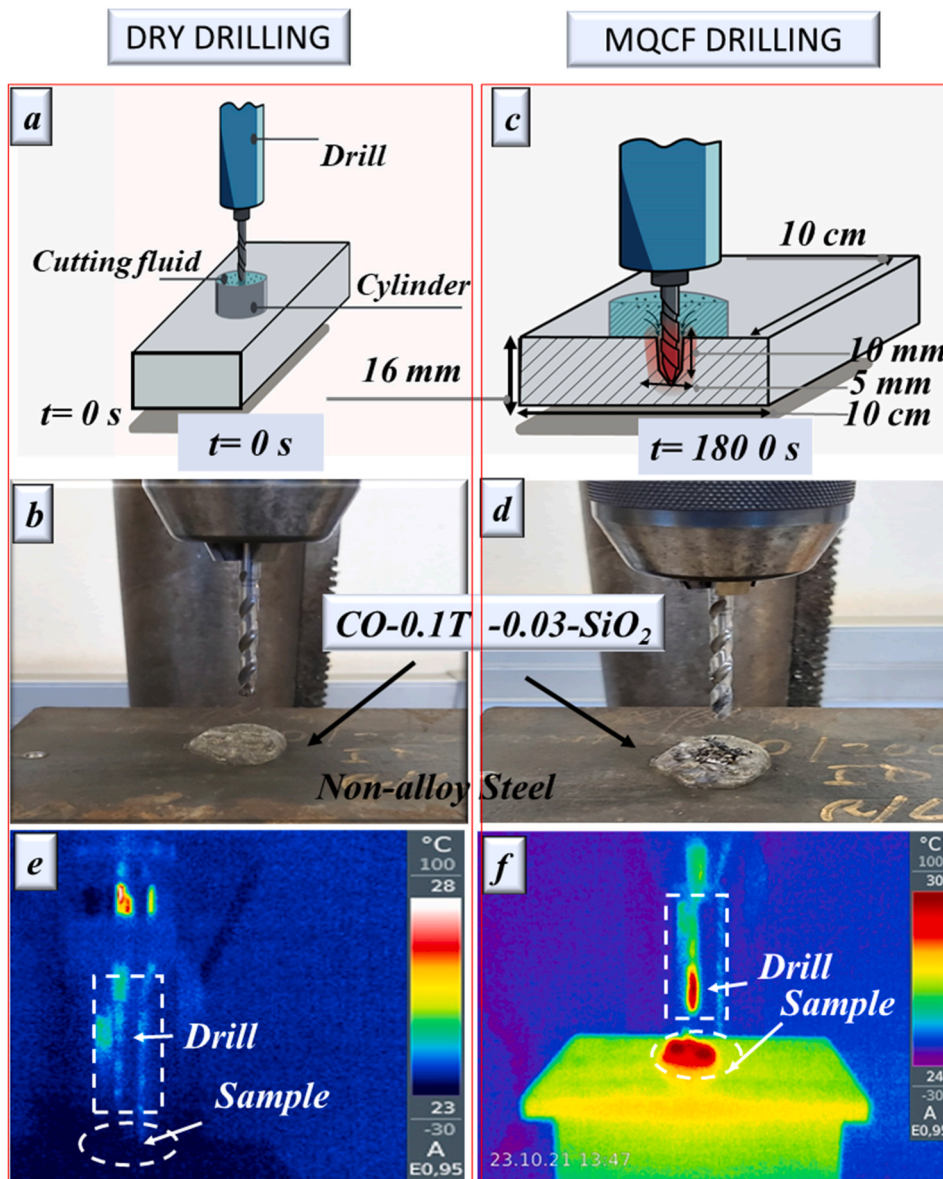 DRY DRILLING
MQCF DRILLING
a
Drill
Cutting fluid
Cylinder
t= 0 s
t= 0 s
c
10 cm
16 mm
10 mm
5 mm
10 cm
t= 180 0 s
b
d
CO-0.1T -0.03-SiO₂
Non-alloy Steel
e
°C
100
28
Drill
Sample
23
-30
A
E0,95
f
°C
100
30
Drill
Sample
24
-30
A
E0,95
23.10.21 13:47